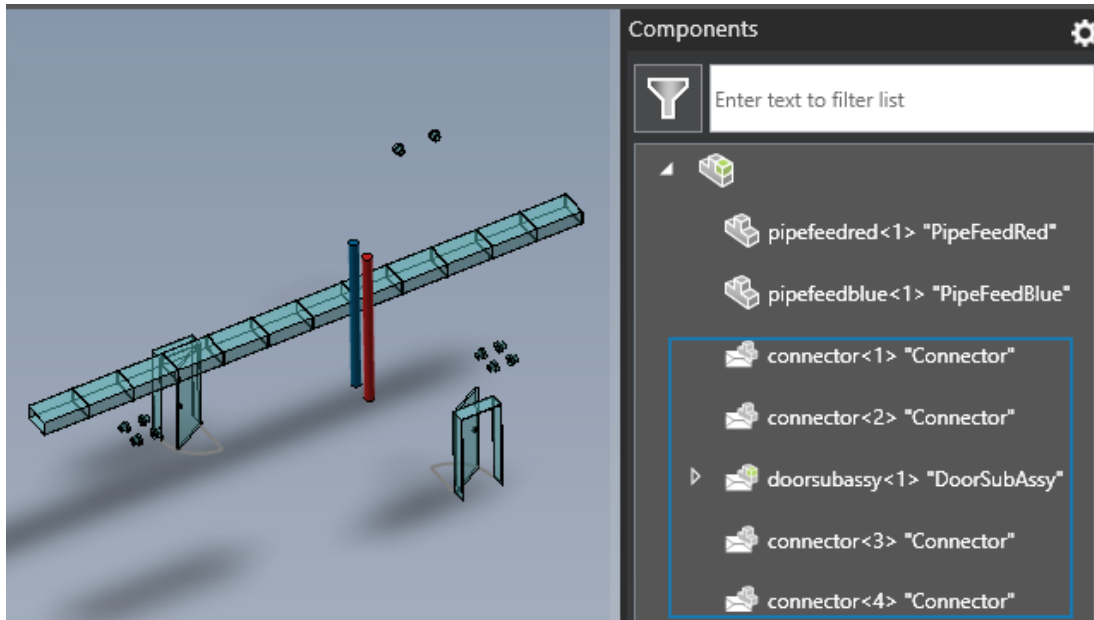 Components
Enter text to filter list
pipefeedred<1> "PipeFeedRed"
pipefeedblue<1> "PipeFeedBlue"
connector<1> "Connector"
connector<2> "Connector"
doorsubassy<1> "DoorSubAssy"
connector<3> "Connector"
connector<4> "Connector"